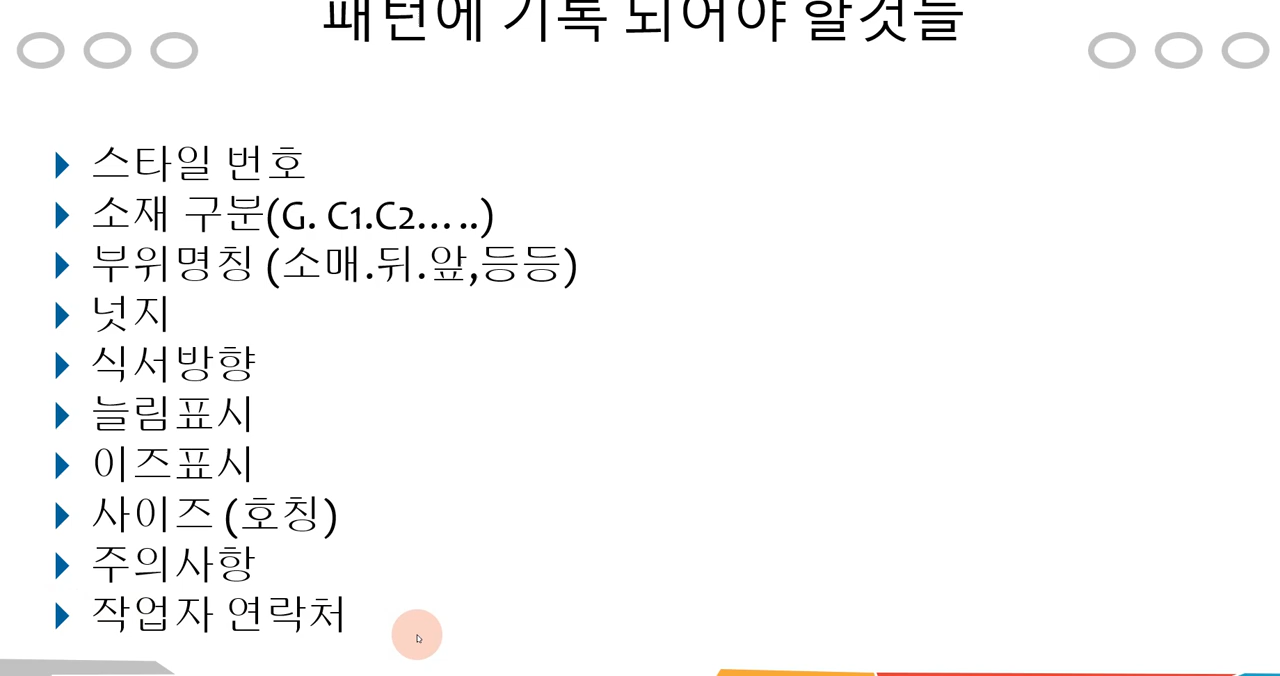 패턴에 기록 되어야 할것들
스타일 번호
소재 구분(G. C1.C2.....)
부위명칭 (소매.뒤.앞,등등)
넛지
식서방향
늘림표시
이즈표시
사이즈 (호칭)
주의사항
작업자 연락처